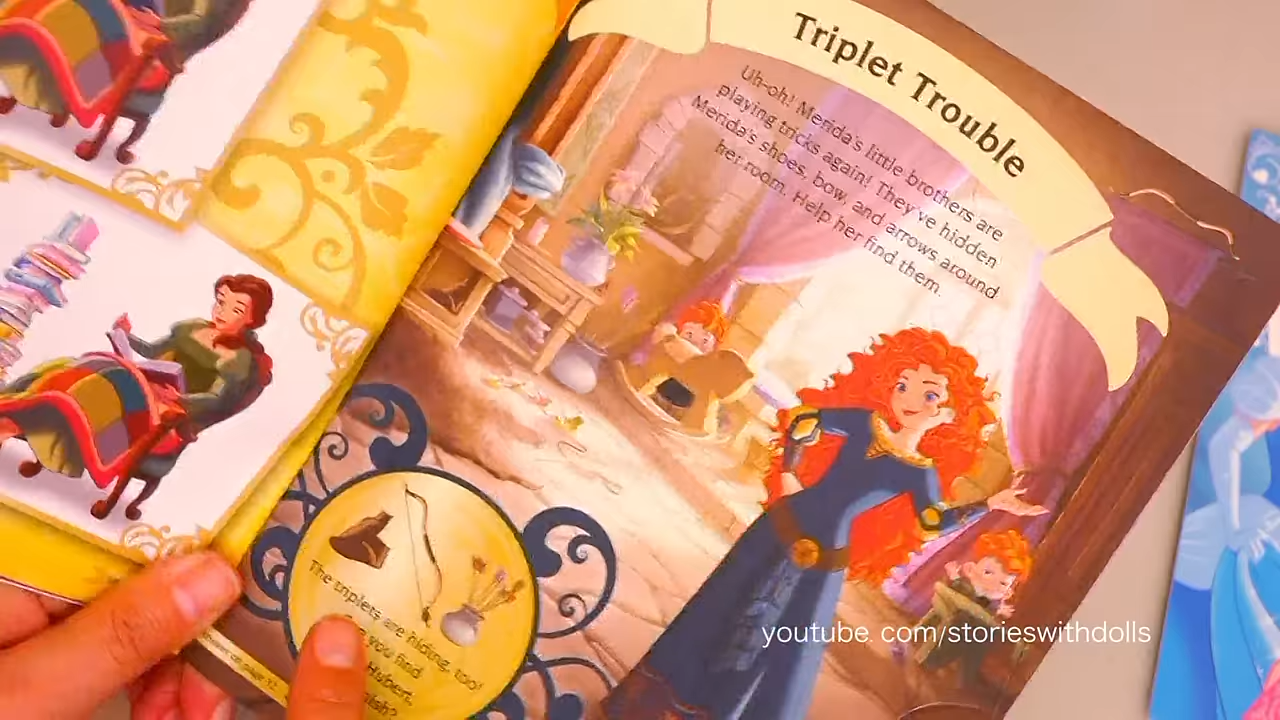 Triplet Trouble
Uh-oh! Merida's little brothers are
playing tricks again! They've hidden
Merida's shoes, bow, and arrows around
her room. Help her find them.
The triplets are hiding, too!
you find
Hubert,
youtube.com/storieswithdolls